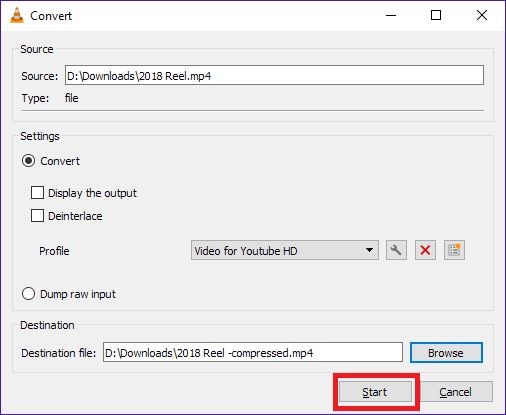 Convert
Source
Source: D:\Downloads\2018 Reel.mp4
Type: file
Settings
Convert
Display the output
Deinterlace
Profile Video for Youtube HD
Dump raw input
Destination
Destination file: D:\Downloads\2018 Reel -compressed.mp4 Browse
Start Cancel